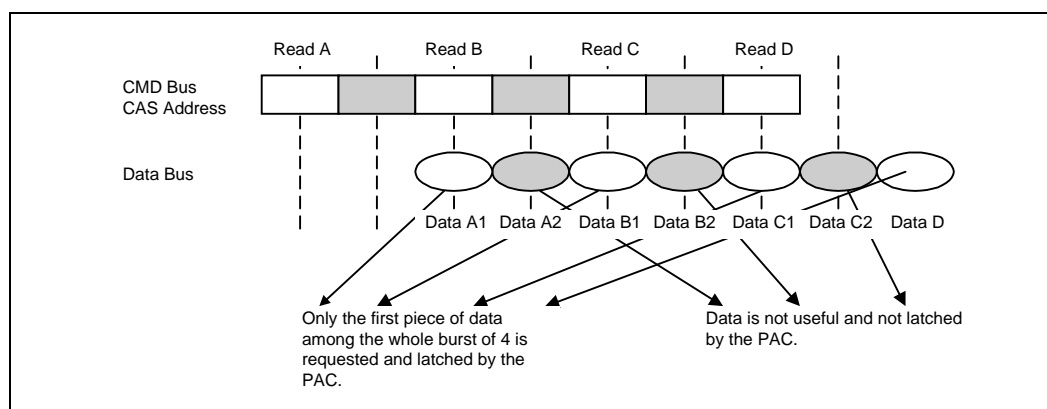 Read A Read B Read C Read D
CMD Bus
CAS Address
Data Bus
Data A1 Data A2 Data B1 Data B2 Data C1 Data C2 Data D
Only the first piece of data
among the whole burst of 4 is
requested and latched by the
PAC.
Data is not useful and not latched
by the PAC.